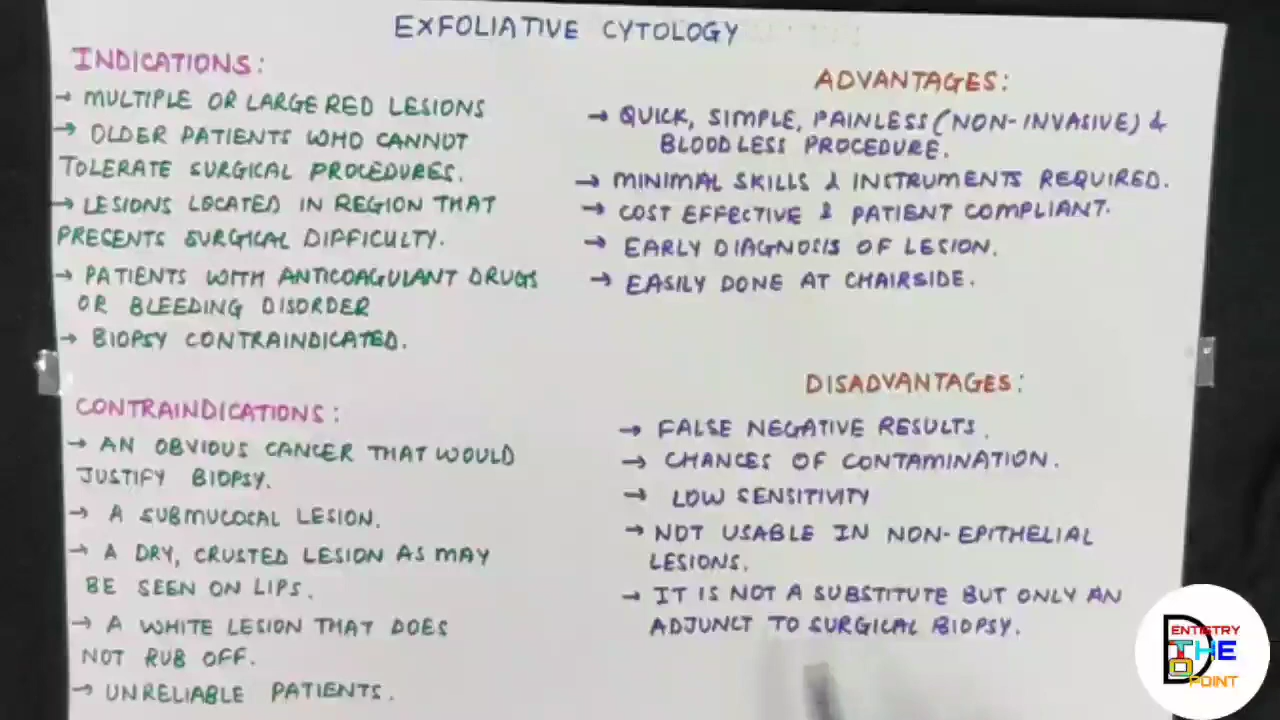 EXFOLIATIVE CYTOLOGY
INDICATIONS:
→ MULTIPLE OR LARGE RED LESIONS
→ OLDER PATIENTS WHO CANNOT
TOLERATE SURGICAL PROCEDURES.
→ LESIONS LOCATED IN REGION THAT
PRECENTS SURGICAL DIFFICULTY.
→ PATIENTS WITH ANTICOAGULANT DRUGS
OR BLEEDING DISORDER
→ BIOPSY CONTRAINDICATED.
CONTRAINDICATIONS:
→ AN OBVIOUS CANCER THAT WOULD
JUSTIFY BIOPSY.
→ A SUBMUCOSAL LESION.
→ A DRY, CRUSTED LESION AS MAY
BE SEEN ON LIPS.
→ A WHITE LESION THAT DOES
NOT RUB OFF.
→ UNRELIABLE PATIENTS.
ADVANTAGES:
→ QUICK, SIMPLE, PAINLESS (NON-INVASIVE) &
BLOODLESS PROCEDURE.
→ MINIMAL SKILLS & INSTRUMENTS REQUIRED.
→ COST EFFECTIVE & PATIENT COMPLIANT.
→ EARLY DIAGNOSIS OF LESION.
→ EASILY DONE AT CHAIRSIDE.
DISADVANTAGES:
→ FALSE NEGATIVE RESULTS.
→ CHANCES OF CONTAMINATION.
→ LOW SENSITIVITY
→ NOT USABLE IN NON-EPITHELIAL
LESIONS.
→ IT IS NOT A SUBSTITUTE BUT ONLY AN
ADJUNCT TO SURGICAL BIOPSY.
DENTISTRY
THE
POINT